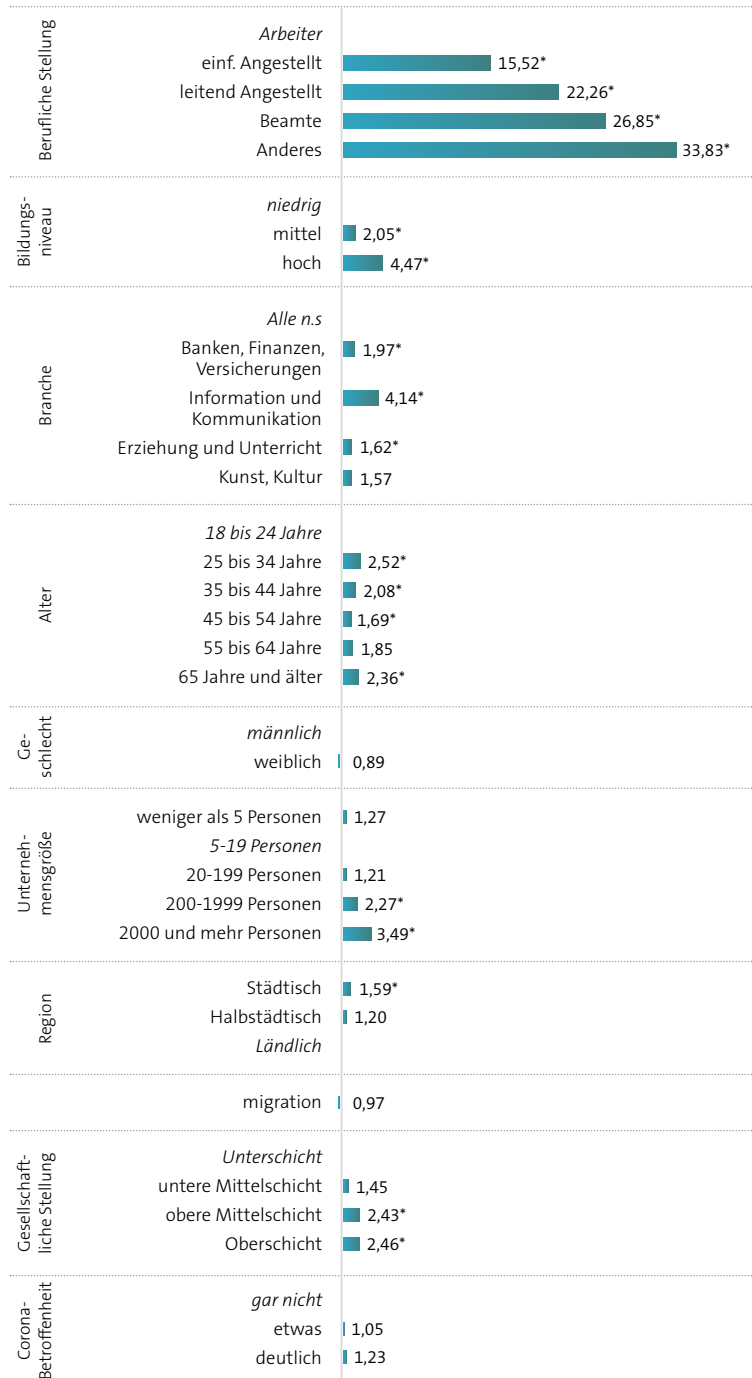 Berufliche Stellung
Arbeiter
einf. Angestellt 15,52*
leitend Angestellt 22,26*
Beamte 26,85*
Anderes 33,83*
Bildungs-
niveau
niedrig
mittel 2,05*
hoch 4,47*
Branche
Alle n.s
Banken, Finanzen, 1,97*
Versicherungen
Information und 4,14*
Kommunikation
Erziehung und Unterricht 1,62*
Kunst, Kultur 1,57
Alter
18 bis 24 Jahre
25 bis 34 Jahre 2,52*
35 bis 44 Jahre 2,08*
45 bis 54 Jahre 1,69*
55 bis 64 Jahre 1,85
65 Jahre und älter 2,36*
Ge-
schlecht
männlich
weiblich 0,89
Unterneh-
mensgröße
weniger als 5 Personen 1,27
5-19 Personen
20-199 Personen 1,21
200-1999 Personen 2,27*
2000 und mehr Personen 3,49*
Region
Städtisch 1,59*
Halbstädtisch 1,20
Ländlich
migration 0,97
Gesellschaft-
liche Stellung
Unterschicht
untere Mittelschicht 1,45
obere Mittelschicht 2,43*
Oberschicht 2,46*
Corona-
Betroffenheit
gar nicht
etwas 1,05
deutlich 1,23